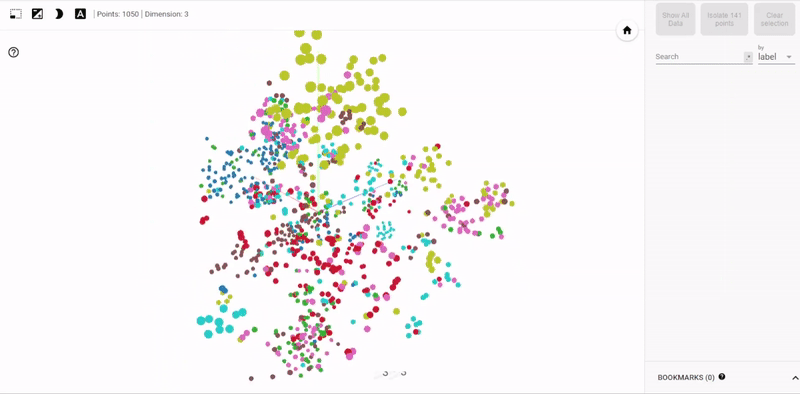 Points: 1050 | Dimension: 3
Show All Data
Isolate 141 points
Clear selection
Search
by
label
BOOKMARKS (0)